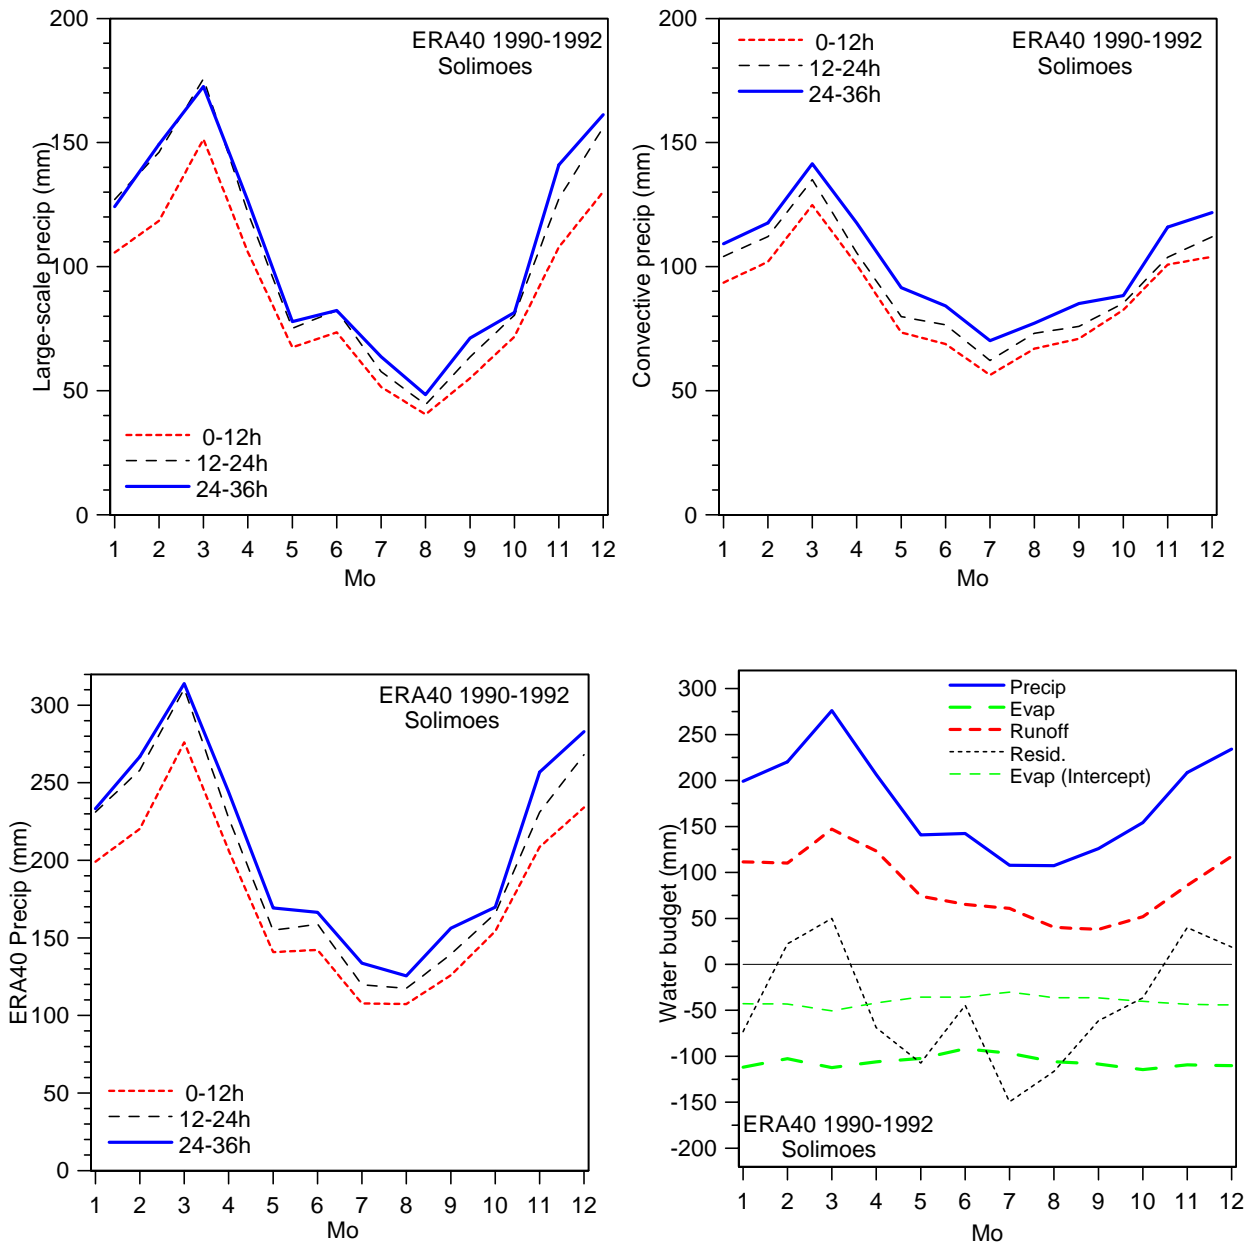 200
150
100
50
0
Large-scale precip (mm)
ERA40 1990-1992
Solimoes
0-12h
12-24h
24-36h
1 2 3 4 5 6 7 8 9 10 11 12
Mo
200
150
100
50
0
Convective precip (mm)
0-12h
12-24h
24-36h
ERA40 1990-1992
Solimoes
1 2 3 4 5 6 7 8 9 10 11 12
Mo
300
250
200
150
100
50
0
ERA40 Precip (mm)
ERA40 1990-1992
Solimoes
0-12h
12-24h
24-36h
1 2 3 4 5 6 7 8 9 10 11 12
Mo
300
250
200
150
100
50
0
-50
-100
-150
-200
Water budget (mm)
Precip
Evap
Runoff
Resid.
Evap (Intercept)
ERA40 1990-1992
Solimoes
1 2 3 4 5 6 7 8 9 10 11 12
Mo